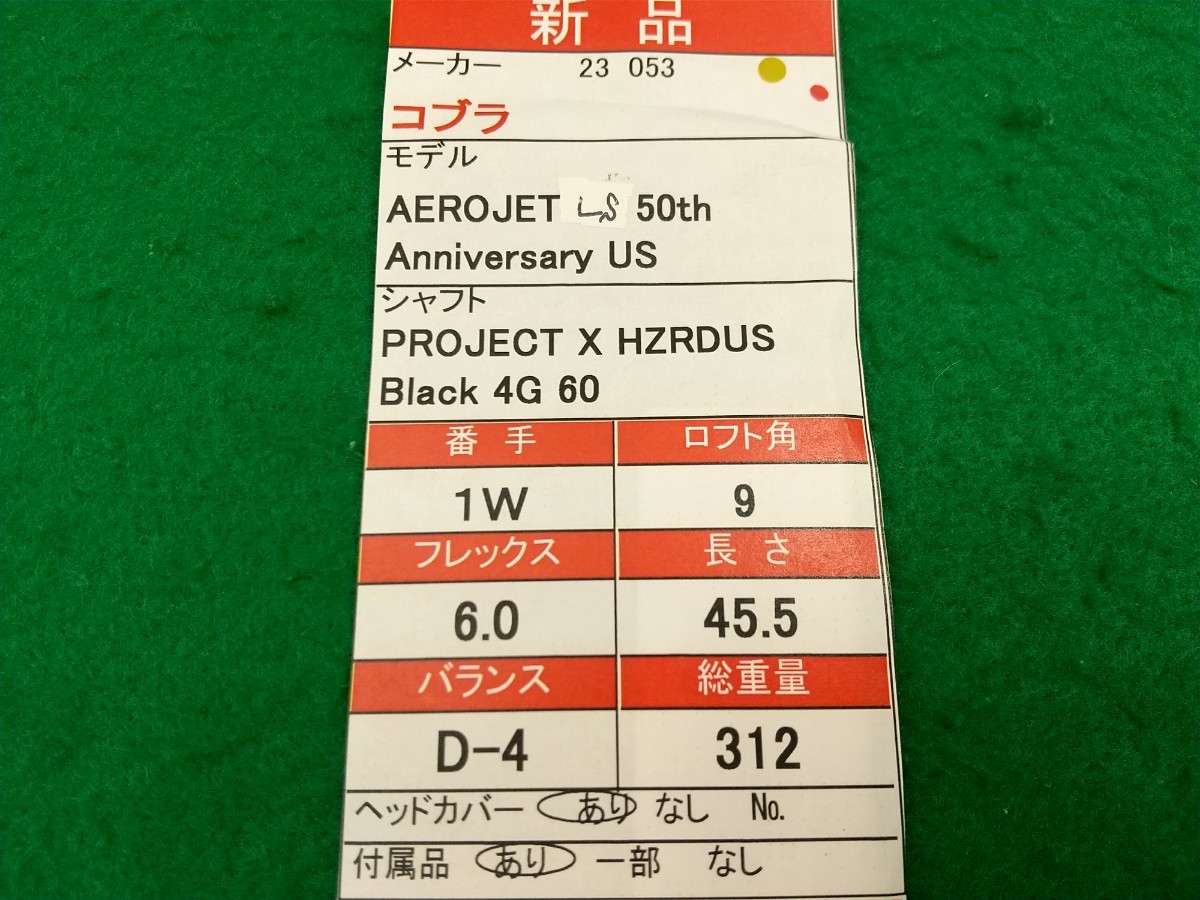 新 品
メーカー 23 053
コブラ
モデル
AEROJET LS 50th
Anniversary US
シャフト
PROJECT X HZRDUS
Black 4G 60
番 手 ロフト角
1W 9
フレックス 長 さ
6.0 45.5
バランス 総重量
D-4 312
ヘッドカバー あり なし No.
付属品 あり 一部 なし